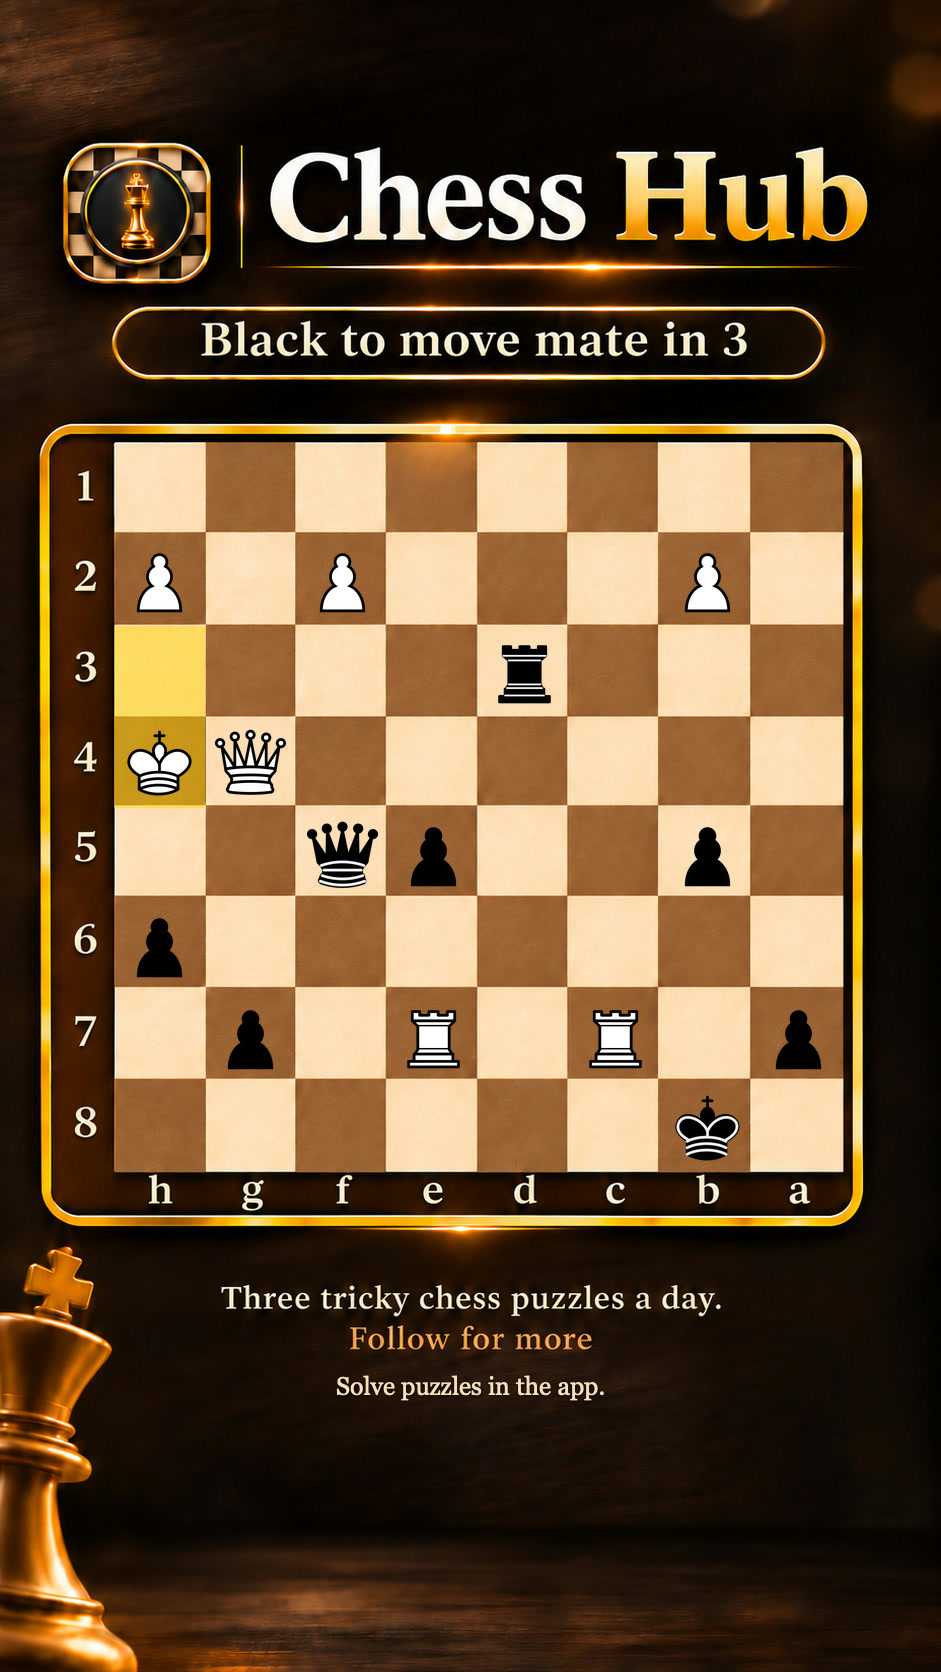 Chess Hub
Black to move mate in 3
1
2
3
4
5
6
7
8
h g f e d c b a
Three tricky chess puzzles a day.
Follow for more
Solve puzzles in the app.